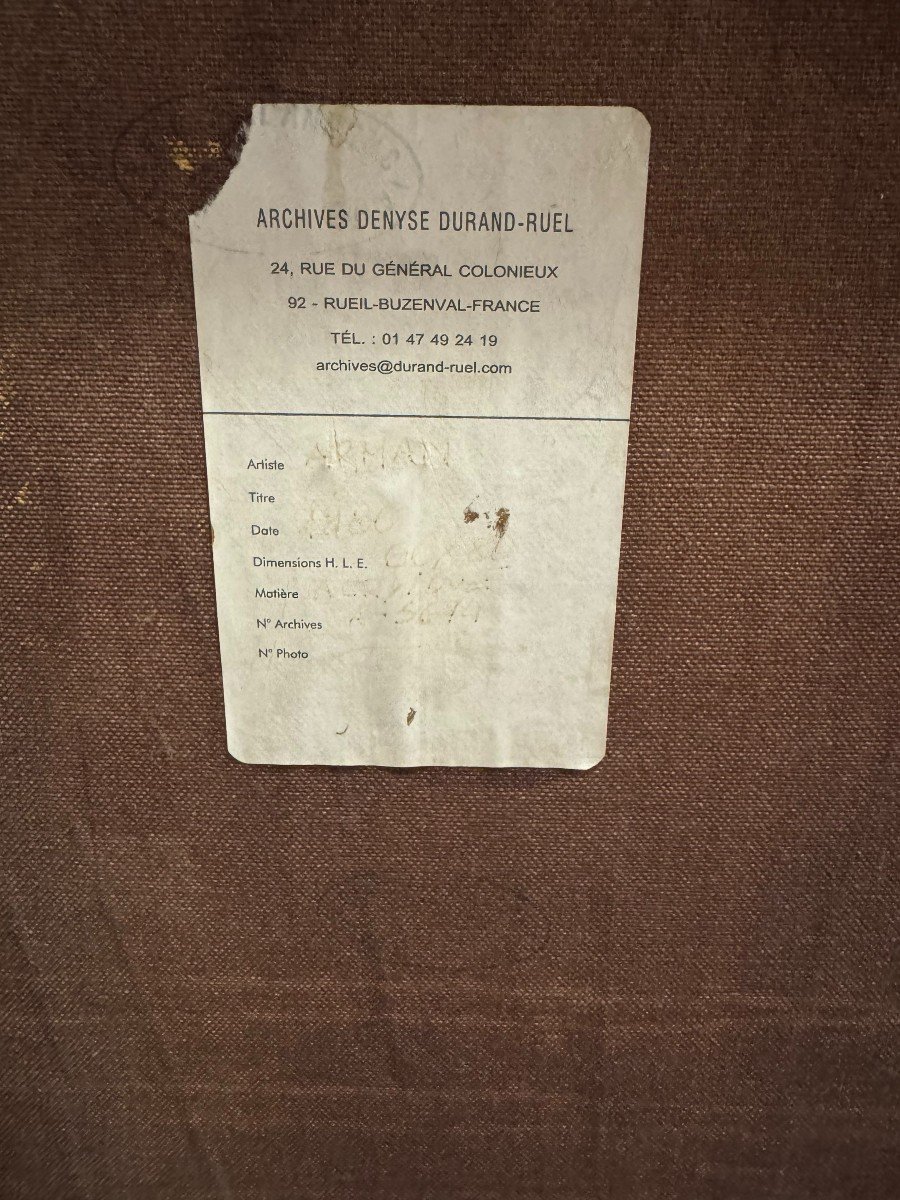 ARCHIVES DENYSE DURAND-RUEL
24, RUE DU GÉNÉRAL COLONIEUX
92 - RUEIL-BUZENVAL-FRANCE
TÉL. : 01 47 49 24 19
archives@durand-ruel.com
Artiste
Titre
Date
Dimensions H. L. E.
Matière
N° Archives
N° Photo